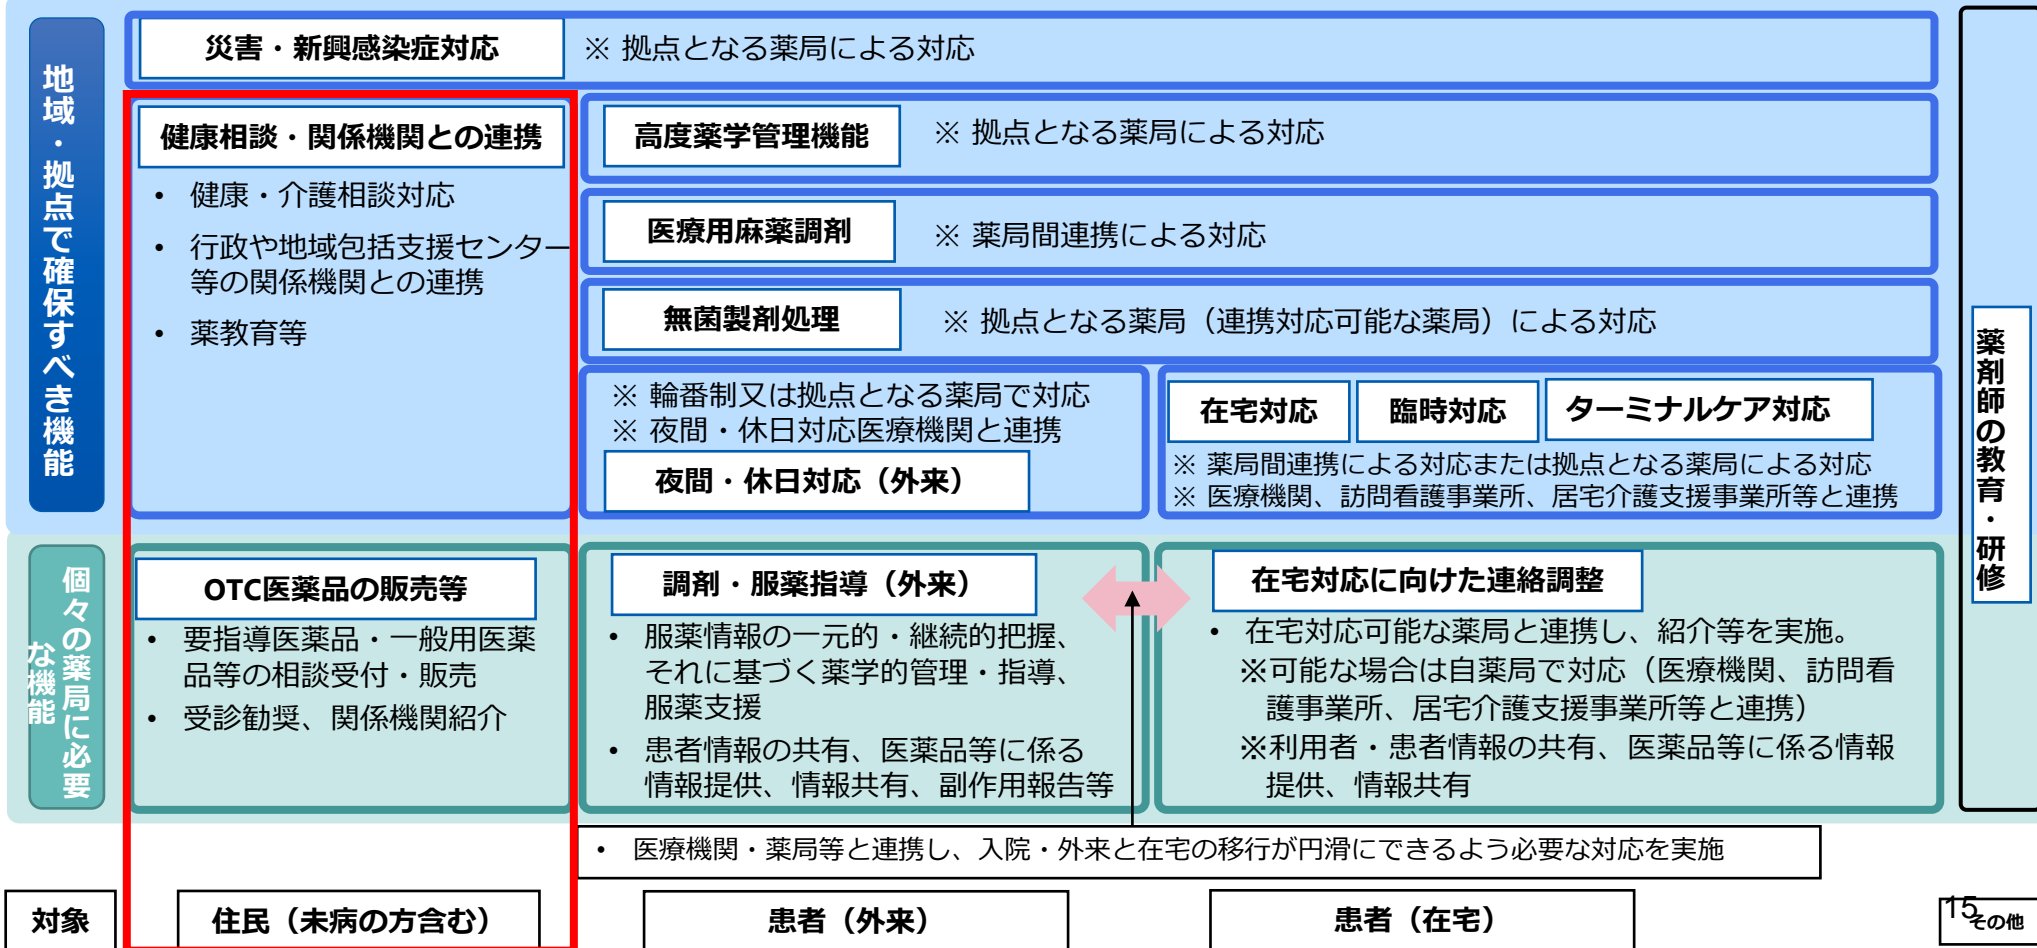 地域・拠点で確保すべき機能
災害・新興感染症対応
※ 拠点となる薬局による対応
健康相談・関係機関との連携
• 健康・介護相談対応
• 行政や地域包括支援センター
等の関係機関との連携
• 薬教育等
高度薬学管理機能
※ 拠点となる薬局による対応
医療用麻薬調剤
※ 薬局間連携による対応
無菌製剤処理
※ 拠点となる薬局（連携対応可能な薬局）による対応
※ 輪番制又は拠点となる薬局で対応
※ 夜間・休日対応医療機関と連携
夜間・休日対応（外来）
在宅対応
臨時対応
ターミナルケア対応
※ 薬局間連携による対応または拠点となる薬局による対応
※ 医療機関、訪問看護事業所、居宅介護支援事業所等と連携
個々の薬局に必要
な機能
OTC医薬品の販売等
• 要指導医薬品・一般用医薬
品等の相談受付・販売
• 受診勧奨、関係機関紹介
調剤・服薬指導（外来）
• 服薬情報の一元的・継続的把握、
それに基づく薬学的管理・指導、
服薬支援
• 患者情報の共有、医薬品等に係る
情報提供、情報共有、副作用報告等
在宅対応に向けた連絡調整
• 在宅対応可能な薬局と連携し、紹介等を実施。
※可能な場合は自薬局で対応（医療機関、訪問看
護事業所、居宅介護支援事業所等と連携）
※利用者・患者情報の共有、医薬品等に係る情報
提供、情報共有
薬剤師の教育・研修
• 医療機関・薬局等と連携し、入院・外来と在宅の移行が円滑にできるよう必要な対応を実施
対象
住民（未病の方含む）
患者（外来）
患者（在宅）
その他
15